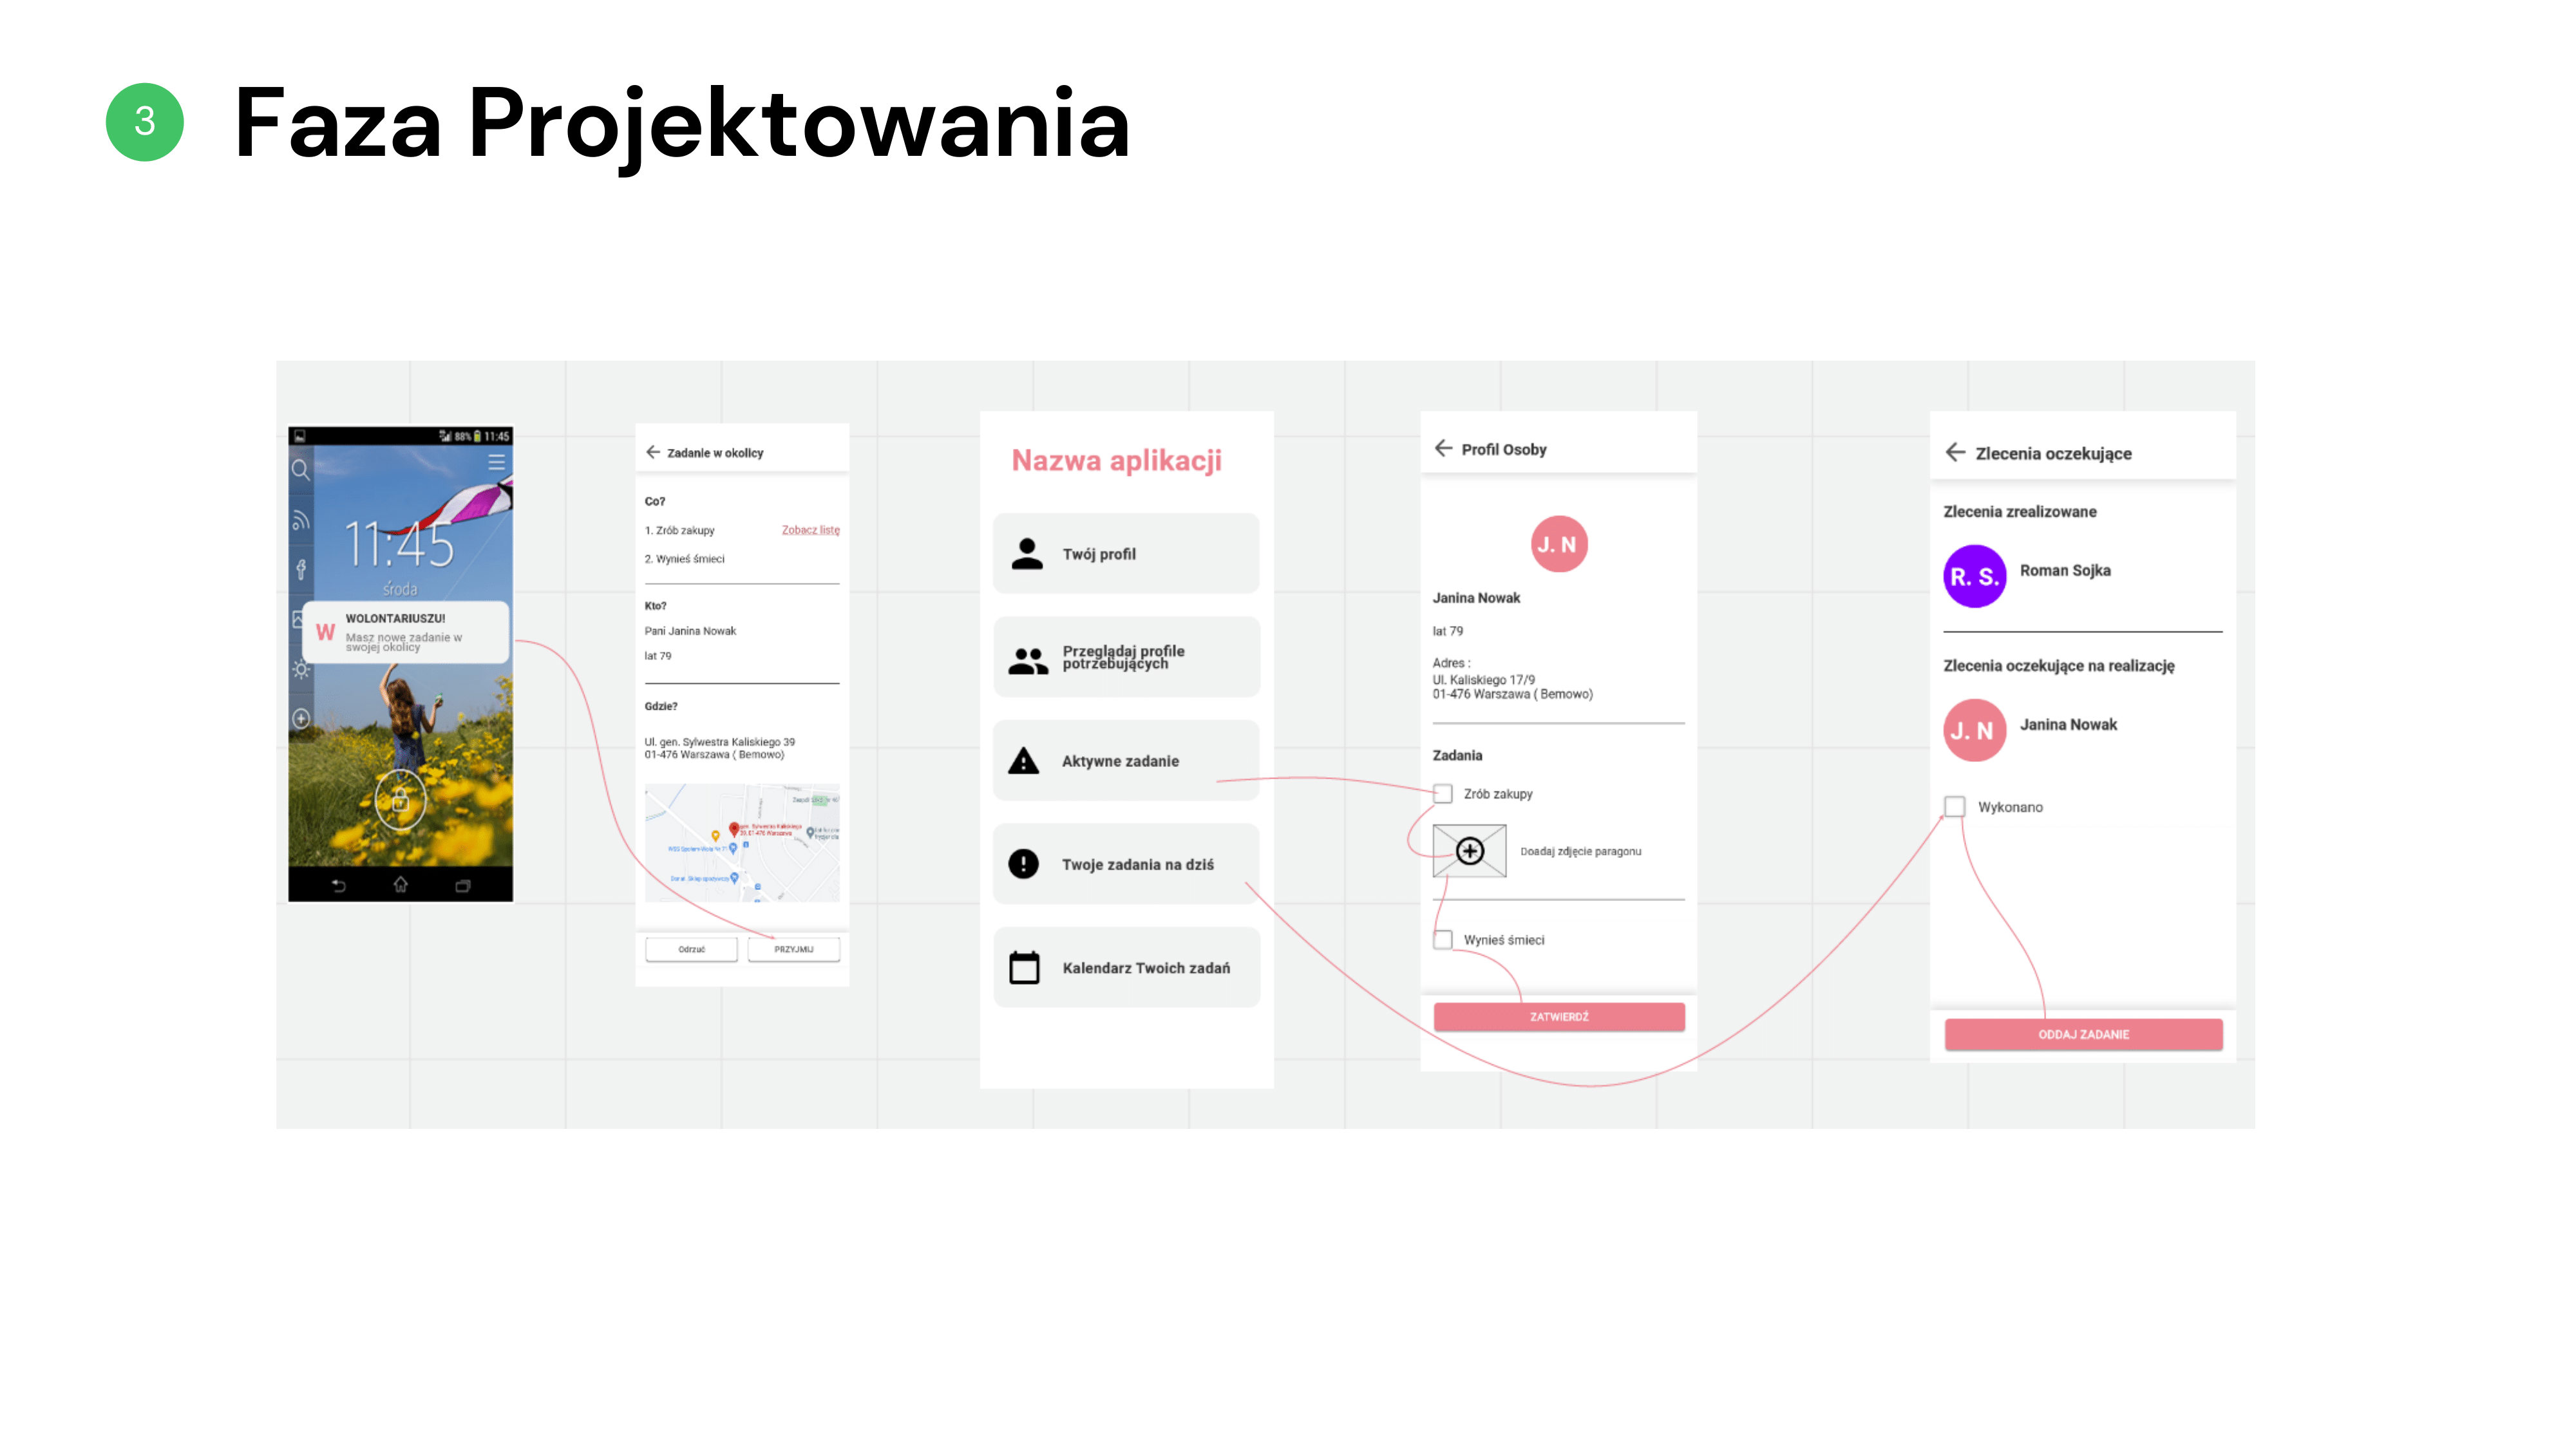 3
Faza Projektowania
88% 11:45
11:45
środa
W
WOLONTARIUSZU!
Masz nowe zadanie w
swojej okolicy
Zadanie w okolicy
Co?
1. Zrób zakupy
Zobacz listę
2. Wynieś śmieci
Kto?
Pani Janina Nowak
lat 79
Gdzie?
Ul. gen. Sylwestra Kaliskiego 39
01-476 Warszawa ( Bemowo)
Odrzuć
PRZYJMIJ
Nazwa aplikacji
Twój profil
Przeglądaj profile
potrzebujących
Aktywne zadanie
Twoje zadania na dziś
Kalendarz Twoich zadań
Profil Osoby
J. N
Janina Nowak
lat 79
Adres :
Ul. Kaliskiego 17/9
01-476 Warszawa ( Bemowo)
Zadania
Zrób zakupy
Doadaj zdjęcie paragonu
Wynieś śmieci
ZATWIERDŹ
Zlecenia oczekujące
Zlecenia zrealizowane
R. S.
Roman Sojka
Zlecenia oczekujące na realizację
J. N
Janina Nowak
Wykonano
ODDAJ ZADANIE